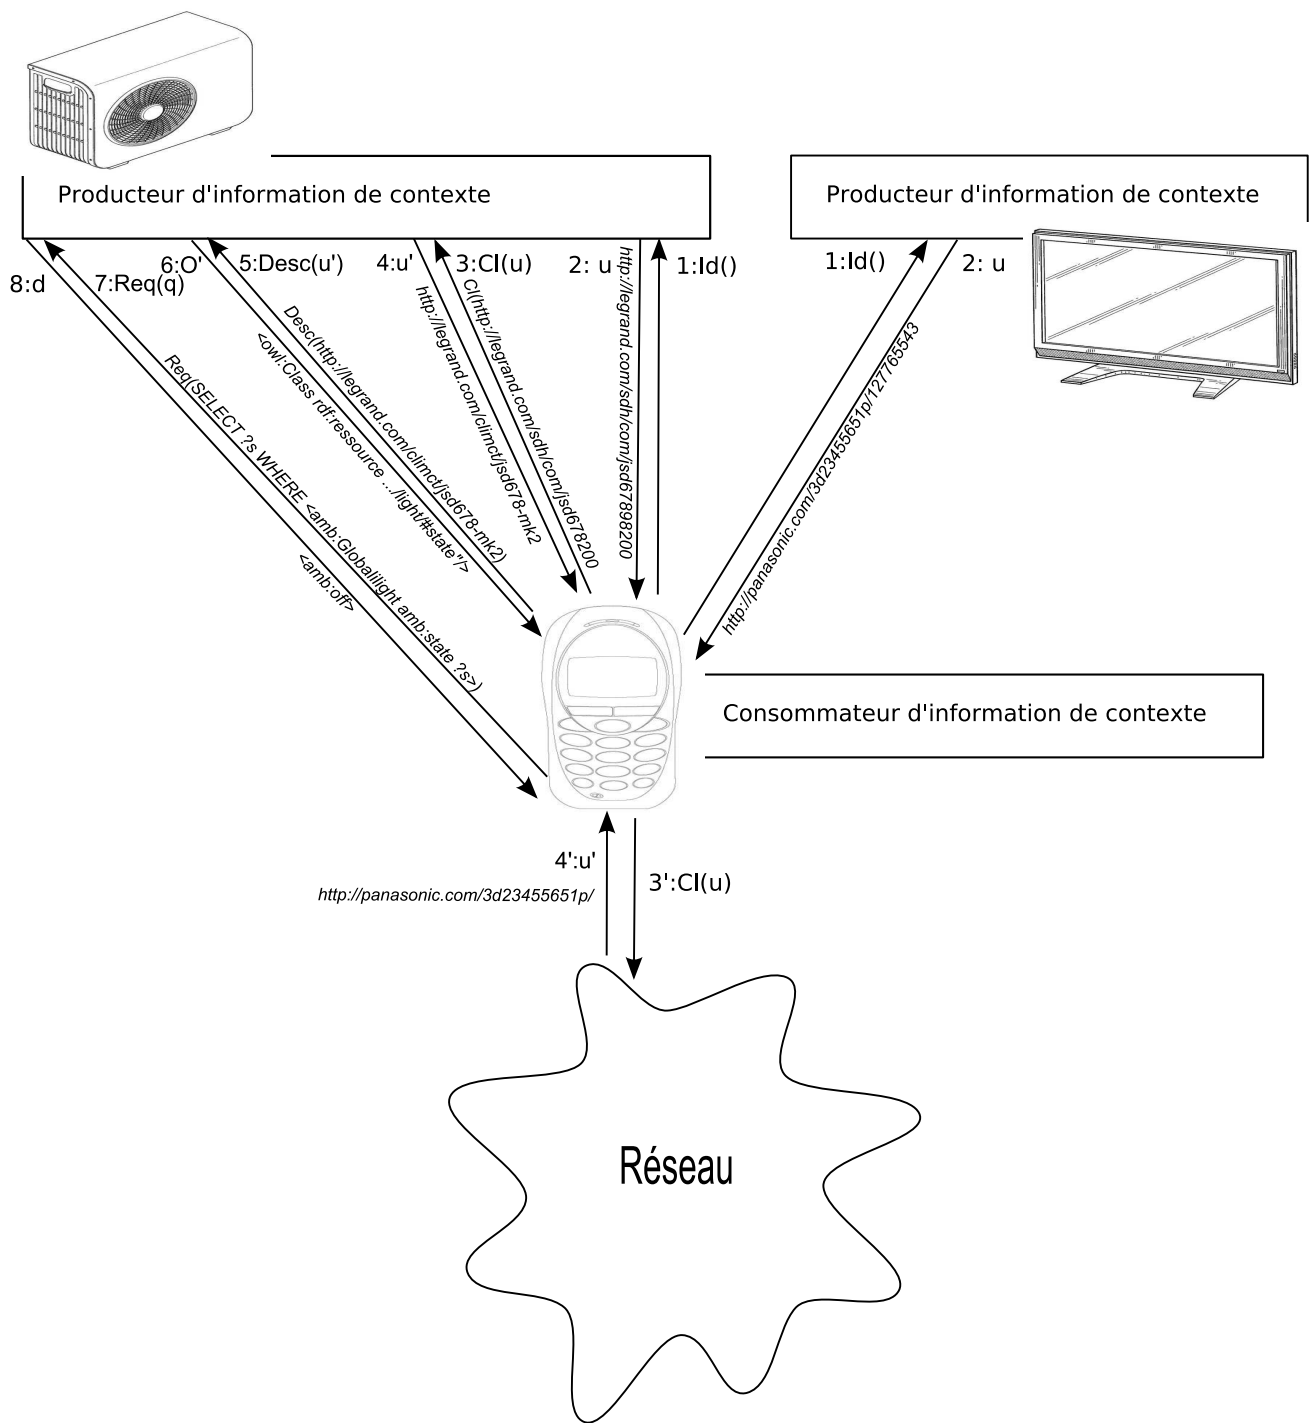 Producteur d'information de contexte
Producteur d'information de contexte
8:d
7:Req(q)
6:O'
5:Desc(u')
4:u'
3:Cl(u)
2: u
1:Id()
1:Id()
2: u
Req(SELECT ?s WHERE <amb:Globalilight amb:state ?s>)
<amb:off>
Desc(http://legrand.com/climct/jsd678-mk2)
<owl:Class rdf:ressource .../light/#state"/>
http://legrand.com/climct/jsd678-mk2
Cl(http://legrand.com/sdh/com/jsd678200
http://legrand.com/sdh/com/jsd67898200
http://panasonic.com/3d23455651p/127765543
Consommateur d'information de contexte
4':u'
http://panasonic.com/3d23455651p/
3':Cl(u)
Réseau